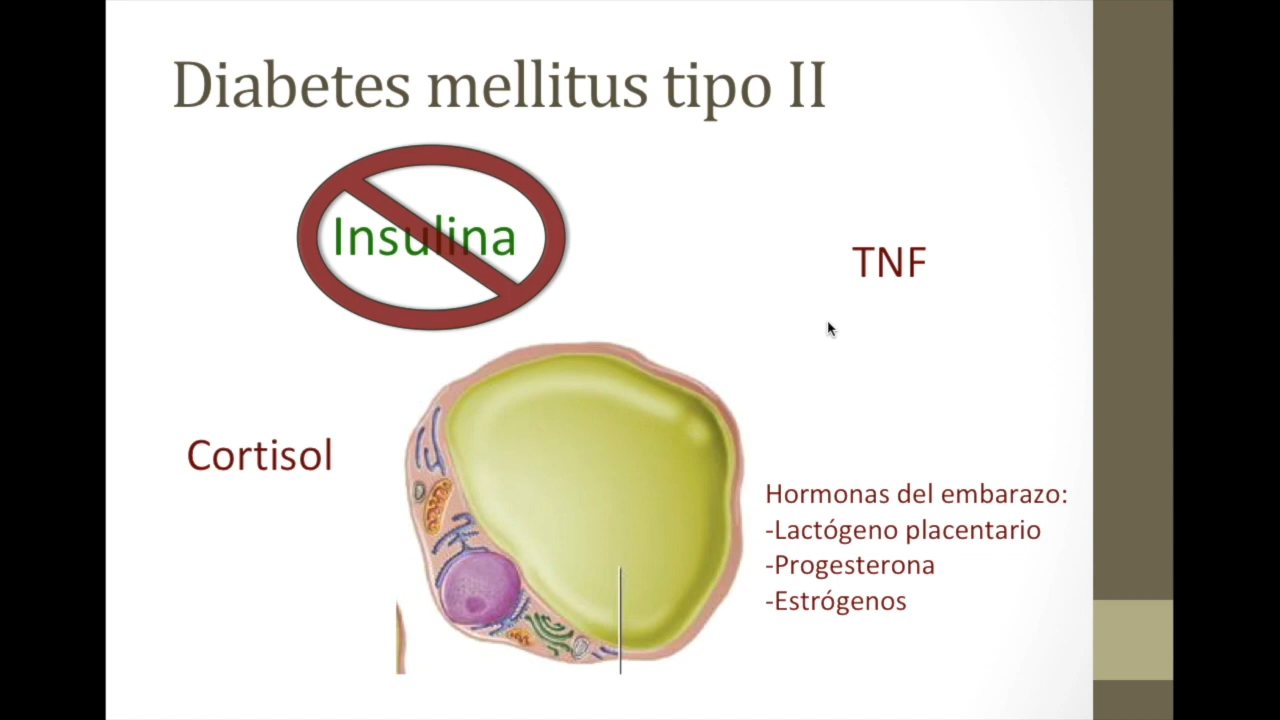 Diabetes mellitus tipo II
Insulina
TNF
Cortisol
Hormonas del embarazo:
-Lactógeno placentario
-Progesterona
-Estrógenos